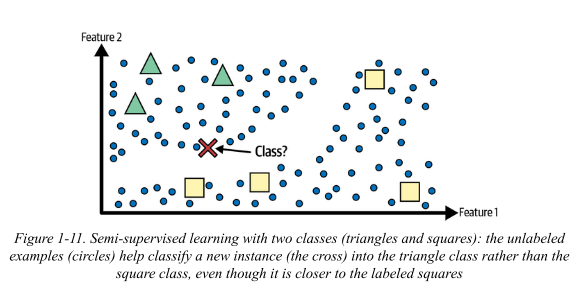 Feature 2
Class?
Feature 1
Figure 1-11. Semi-supervised learning with two classes (triangles and squares): the unlabeled
examples (circles) help classify a new instance (the cross) into the triangle class rather than the
square class, even though it is closer to the labeled squares